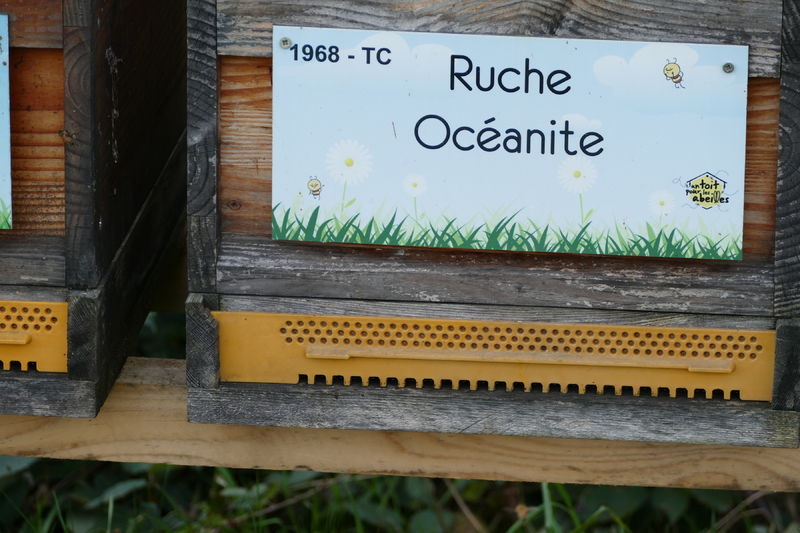 1968 - TC
Ruche
Océanite
un toit
pour les
abeilles